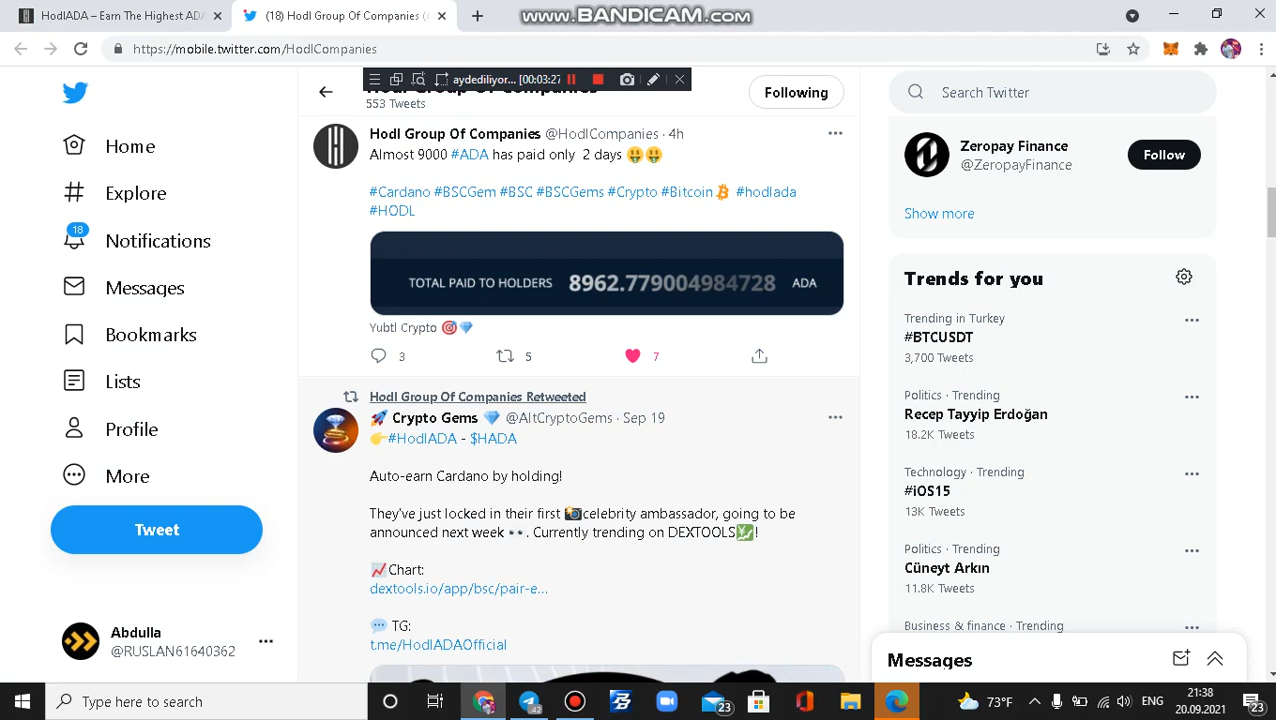 HodlADA – Earn The Highest ADA
(18) Hodl Group Of Companies (
www.BANDICAM.com
https://mobile.twitter.com/HodlCompanies
aydediliyor... [00:03:27]
Hodl Group Of Companies
553 Tweets
Following
Search Twitter
Home
Explore
18
Notifications
Messages
Bookmarks
Lists
Profile
More
Tweet
Abdulla
@RUSLAN61640362
Hodl Group Of Companies @HodlCompanies · 4h
Almost 9000 #ADA has paid only 2 days 🤑🤑
#Cardano #BSCGem #BSC #BSCGems #Crypto #Bitcoin #hodlada
#HODL
TOTAL PAID TO HOLDERS 8962.779004984728 ADA
Yubtl Crypto 🎯💎
3 5 7
Hodl Group Of Companies Retweeted
🚀 Crypto Gems 💎 @AltCryptoGems · Sep 19
👉#HodlADA - $HADA
Auto-earn Cardano by holding!
They've just locked in their first 📸celebrity ambassador, going to be
announced next week 👀. Currently trending on DEXTOOLS💹!
📈Chart:
dextools.io/app/bsc/pair-e...
💬 TG:
t.me/HodlADAOfficial
Zeropay Finance
@ZeropayFinance
Follow
Show more
Trends for you
Trending in Turkey
#BTCUSDT
3,700 Tweets
Politics · Trending
Recep Tayyip Erdoğan
18.2K Tweets
Technology · Trending
#iOS15
13K Tweets
Politics · Trending
Cüneyt Arkın
11.8K Tweets
Business & finance · Trending
Messages
Type here to search
42
23
73°F
ENG
21:38
20.09.2021
23